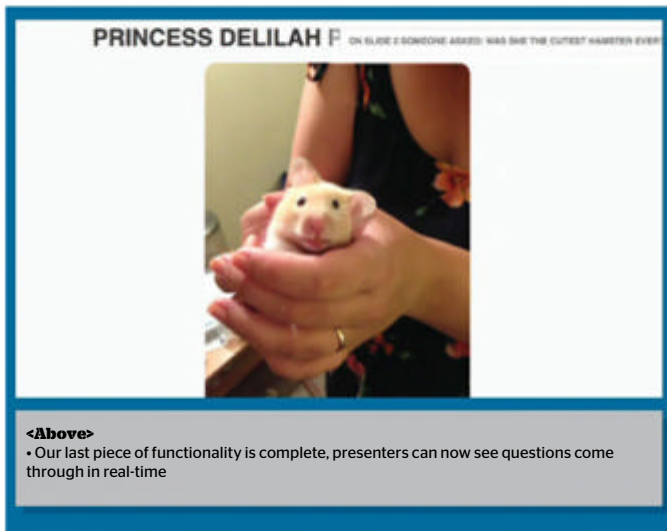 PRINCESS DELILAH P ON SLIDE 2 SOMEONE ASKED: WAS SHE THE CUTEST HAMSTER EVER
<Above>
• Our last piece of functionality is complete, presenters can now see questions come
through in real-time